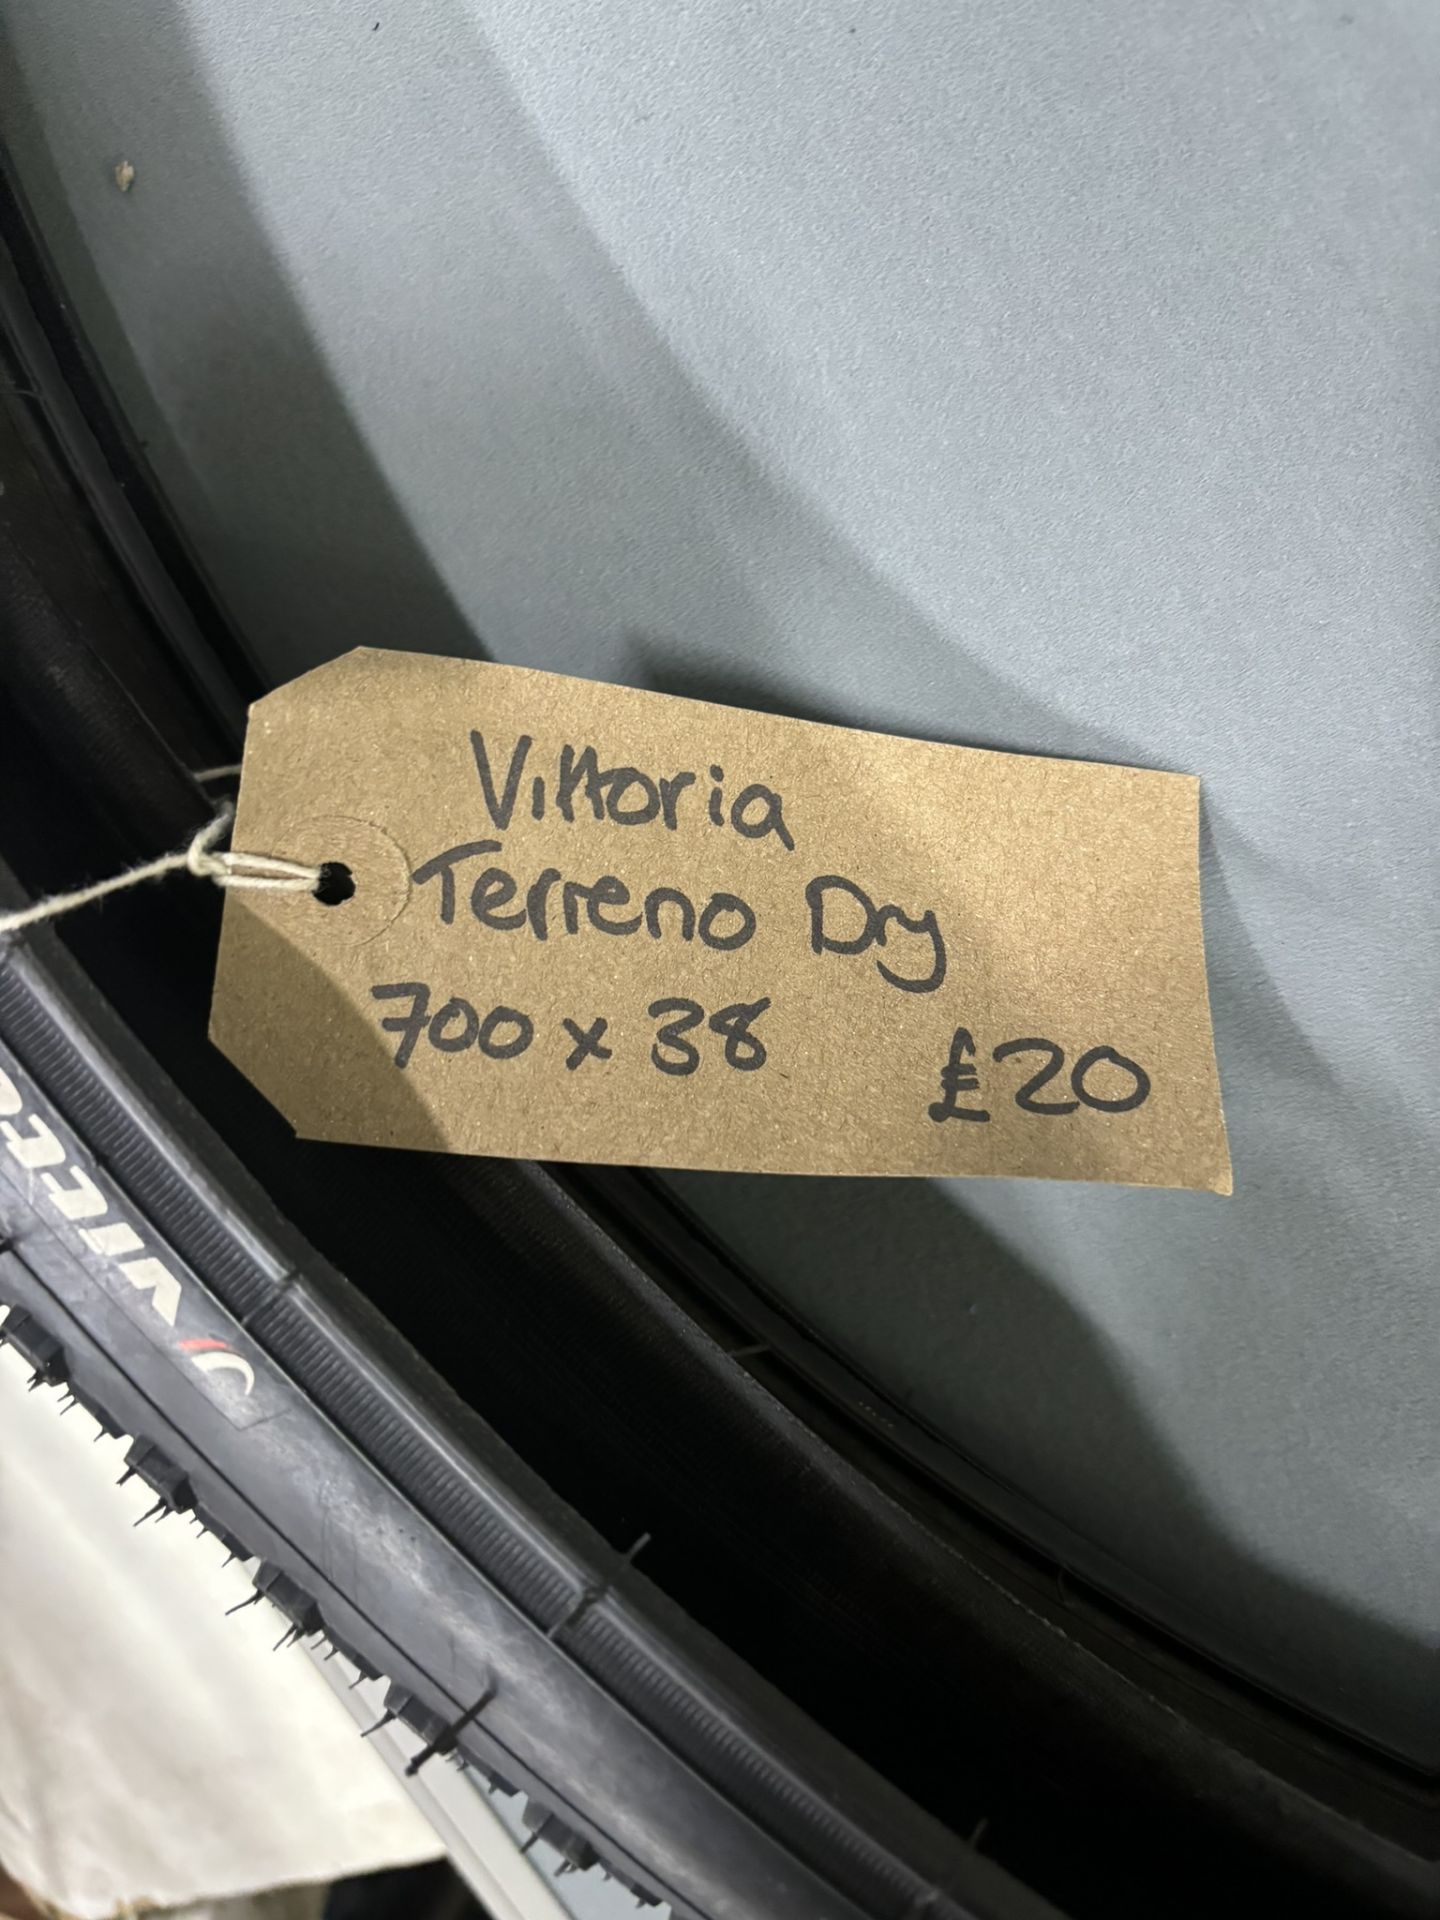 Vittoria
Terreno Dry
700 x 38
£20